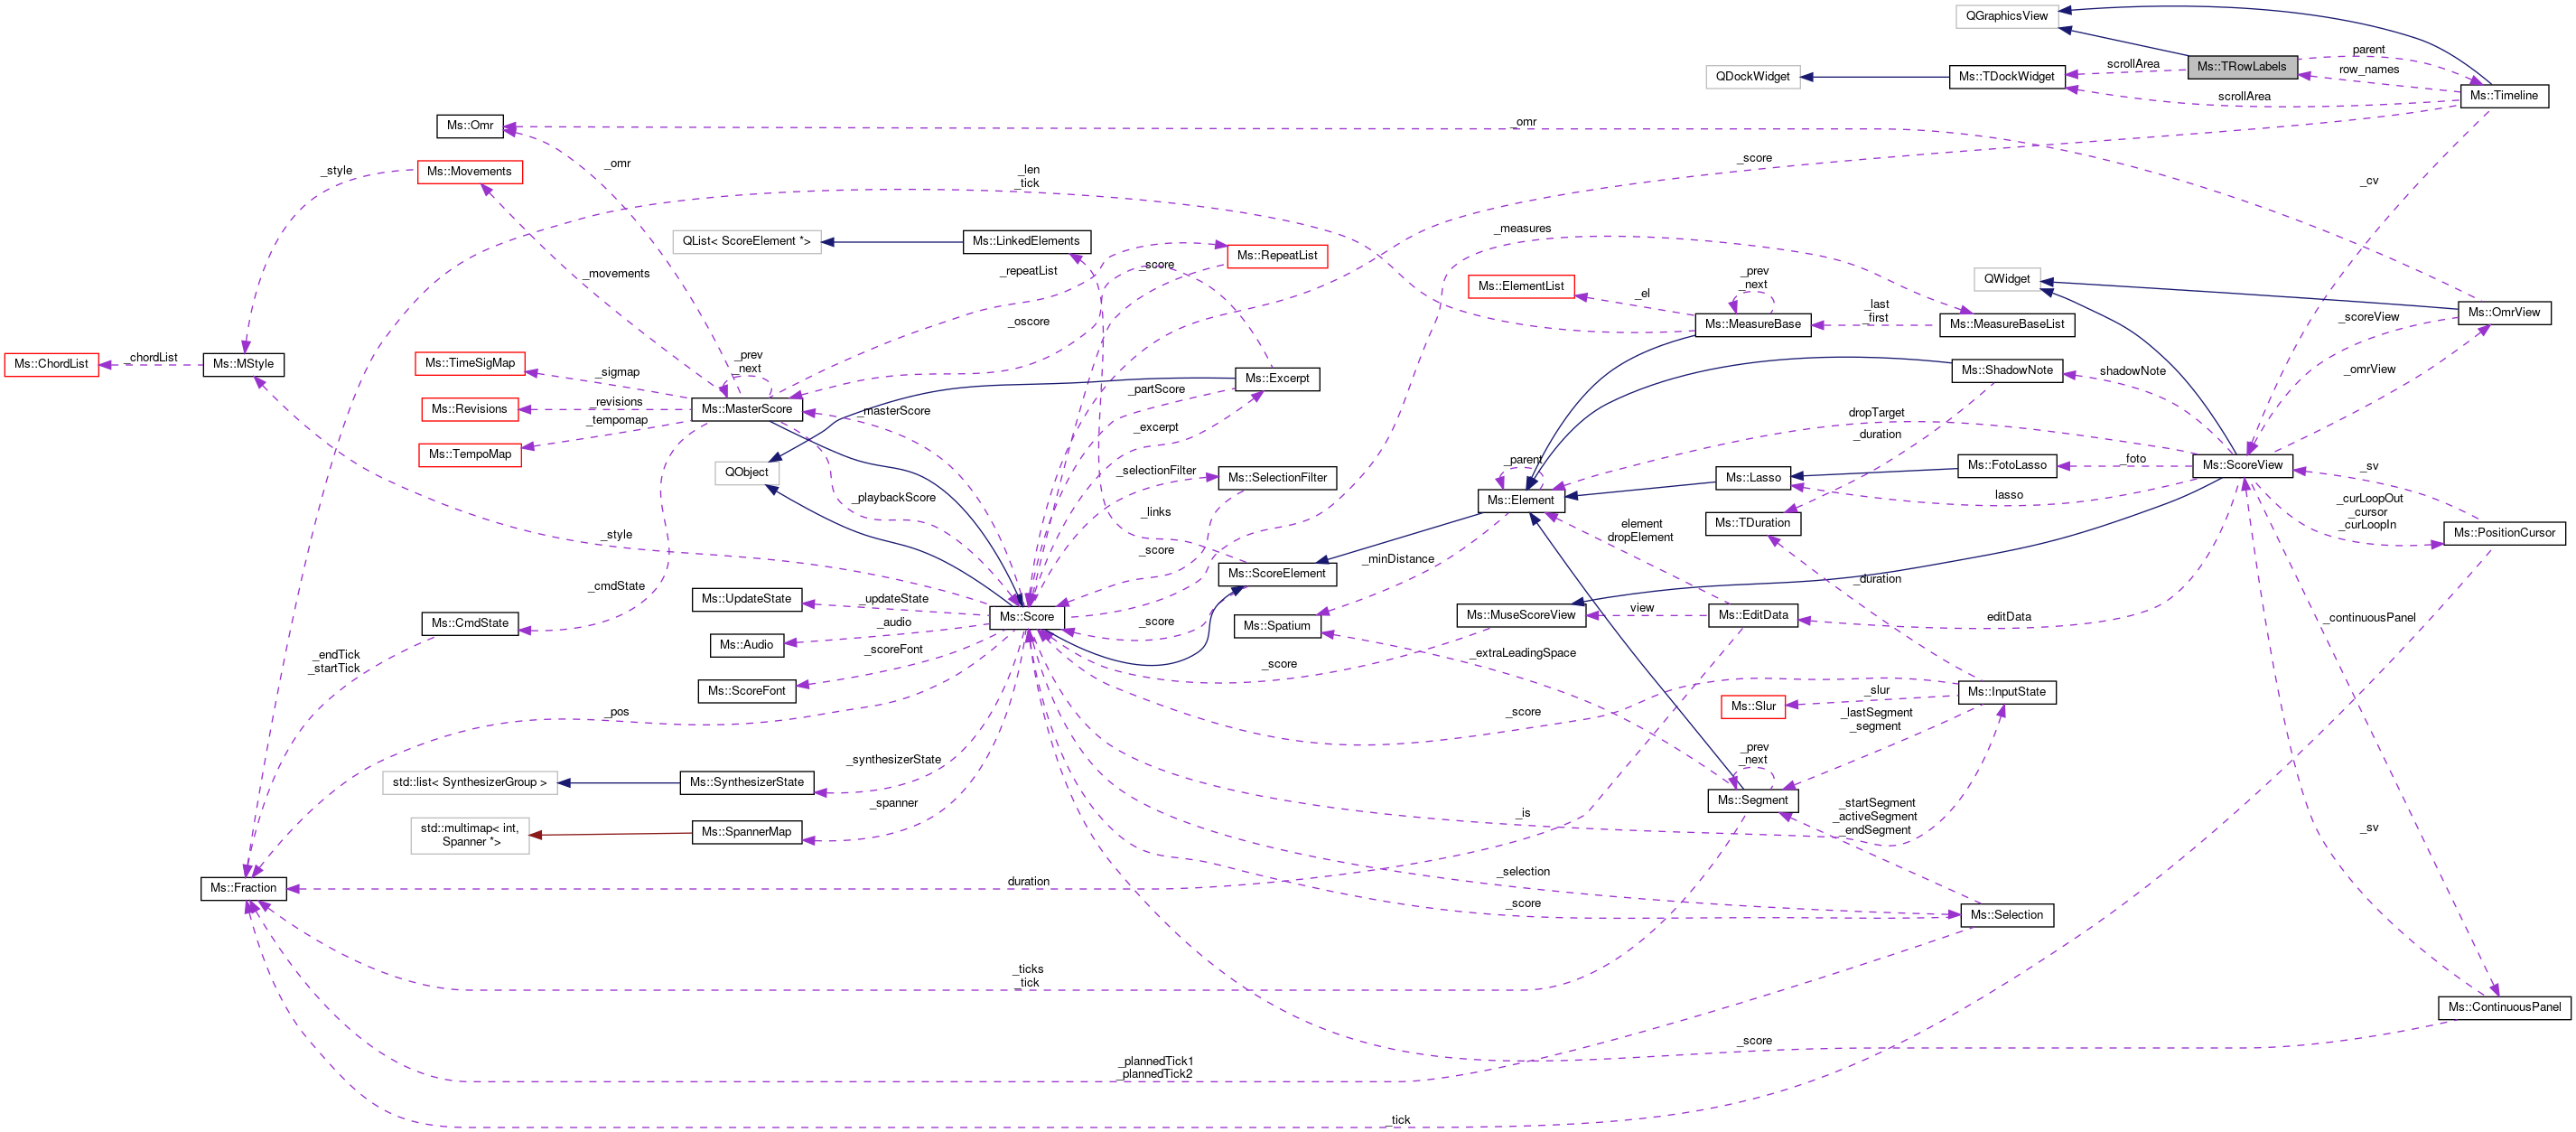 QGraphicsView
parent
Ms::TRowLabels
scrollArea
row_names
QDockWidget
Ms::TDockWidget
scrollArea
Ms::Timeline
Ms::Omr
_omr
_omr
_score
Ms::Movements
_style
_len
_tick
_cv
QList< ScoreElement *>
Ms::LinkedElements
_measures
Ms::RepeatList
_movements
_repeatList
_score
QWidget
Ms::ElementList
_el
_prev
_next
_last
_first
Ms::MeasureBase
Ms::MeasureBaseList
Ms::OmrView
_scoreView
_oscore
Ms::ChordList
_chordList
Ms::MStyle
Ms::TimeSigMap
_sigmap
_prev
_next
Ms::Excerpt
Ms::ShadowNote
shadowNote
_omrView
_partScore
Ms::Revisions
_revisions
Ms::MasterScore
_masterScore
_tempomap
_excerpt
dropTarget
_duration
Ms::TempoMap
QObject
_selectionFilter
Ms::SelectionFilter
_parent
Ms::Lasso
Ms::FotoLasso
_foto
Ms::ScoreView
_sv
_playbackScore
_links
Ms::Element
lasso
_curLoopOut
_cursor
_curLoopIn
Ms::TDuration
element
dropElement
Ms::PositionCursor
_style
_score
_minDistance
Ms::ScoreElement
_duration
_cmdState
Ms::UpdateState
_updateState
Ms::Score
_audio
_score
Ms::Spatium
Ms::MuseScoreView
view
Ms::EditData
editData
_continuousPanel
Ms::CmdState
Ms::Audio
_scoreFont
_endTick
_startTick
_score
_extraLeadingSpace
Ms::ScoreFont
Ms::Slur
_slur
Ms::InputState
_pos
_score
_lastSegment
_segment
_synthesizerState
_prev
_next
std::list< SynthesizerGroup >
Ms::SynthesizerState
Ms::Segment
_spanner
_is
_startSegment
_activeSegment
_endSegment
_sv
std::multimap< int,
Spanner *>
Ms::SpannerMap
Ms::Fraction
duration
_selection
_score
Ms::Selection
_ticks
_tick
Ms::ContinuousPanel
_score
_plannedTick1
_plannedTick2
_tick